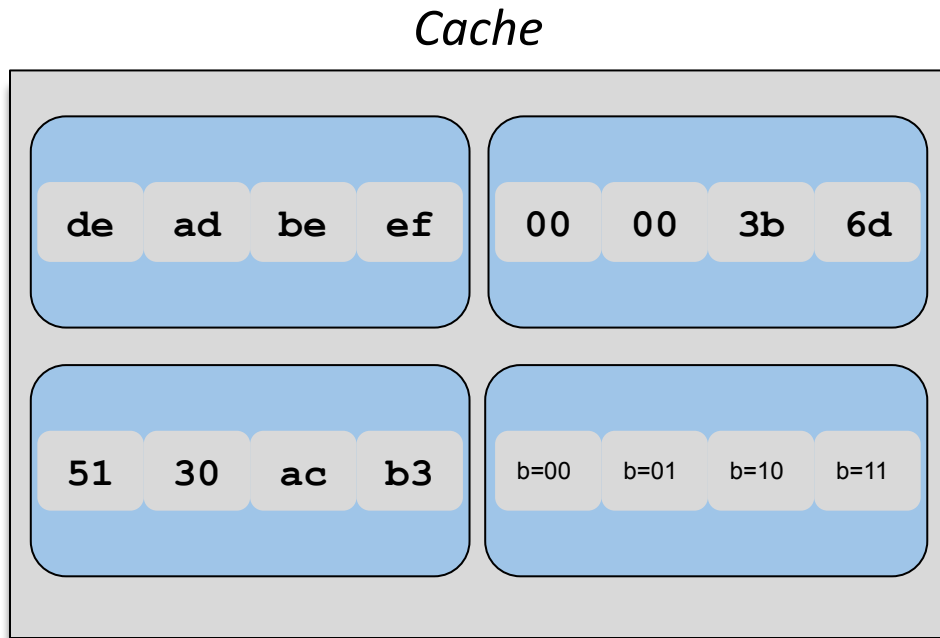 Cache
de ad be ef
00 00 3b 6d
51 30 ac b3
b=00 b=01 b=10 b=11